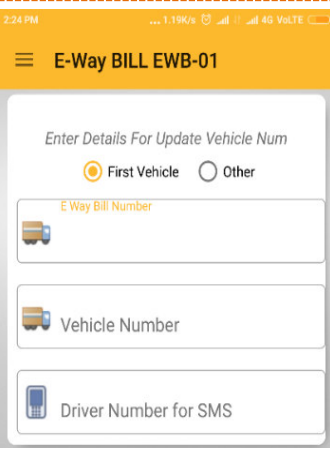 2:24 PM ... 1.19K/s 4G VoLTE
E-Way BILL EWB-01
Enter Details For Update Vehicle Num
First Vehicle Other
E Way Bill Number
Vehicle Number
Driver Number for SMS